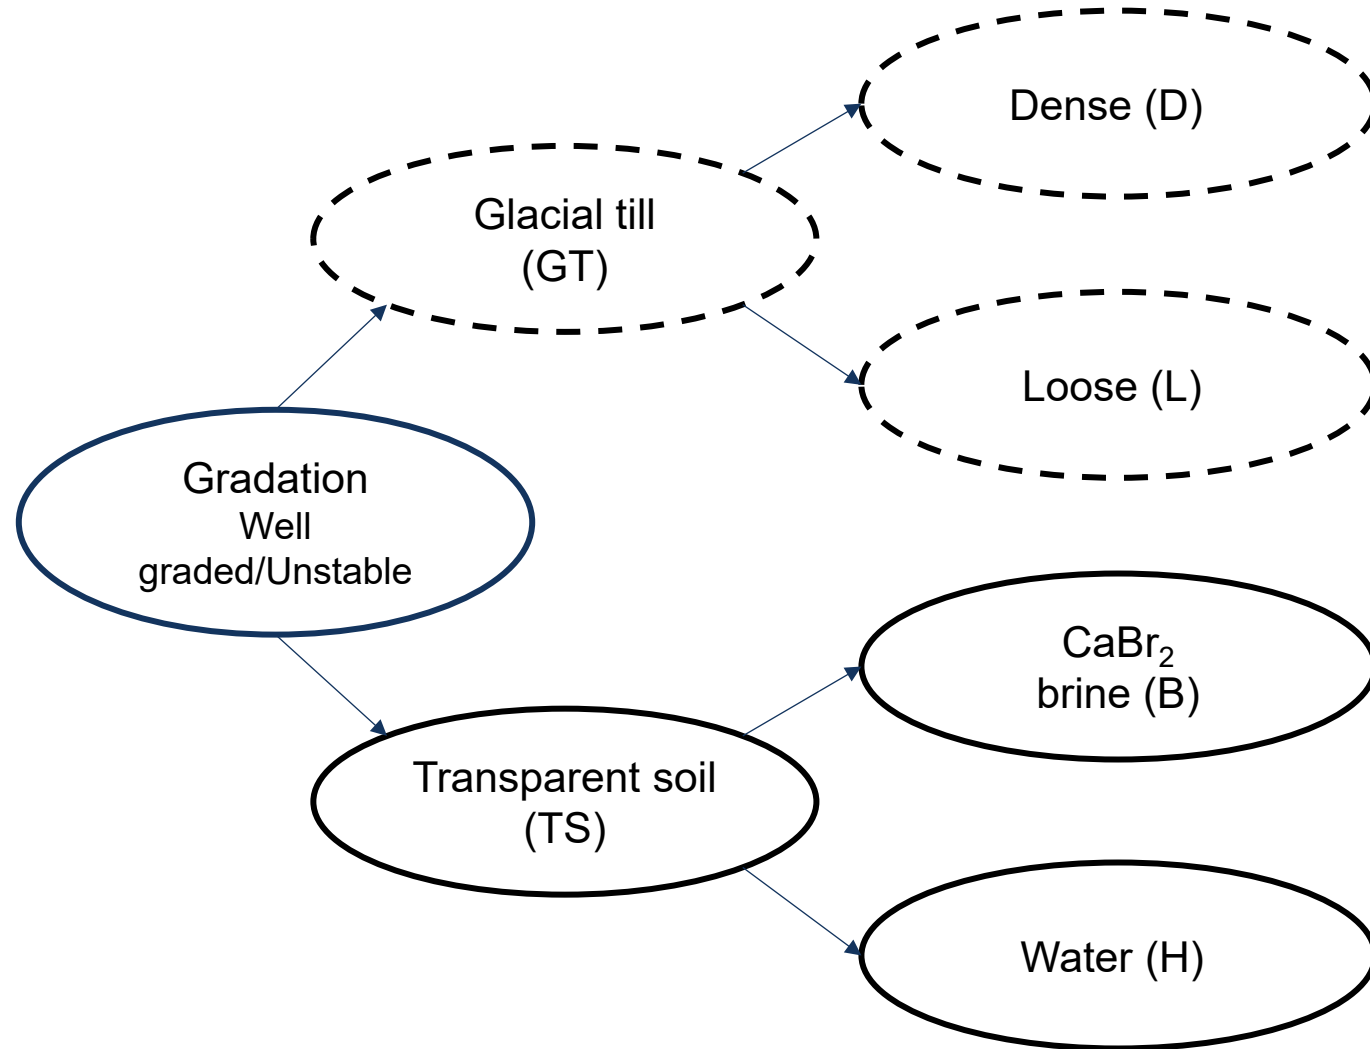 Dense (D)
Glacial till
(GT)
Loose (L)
Gradation
Well
graded/Unstable
CaBr₂
brine (B)
Transparent soil
(TS)
Water (H)